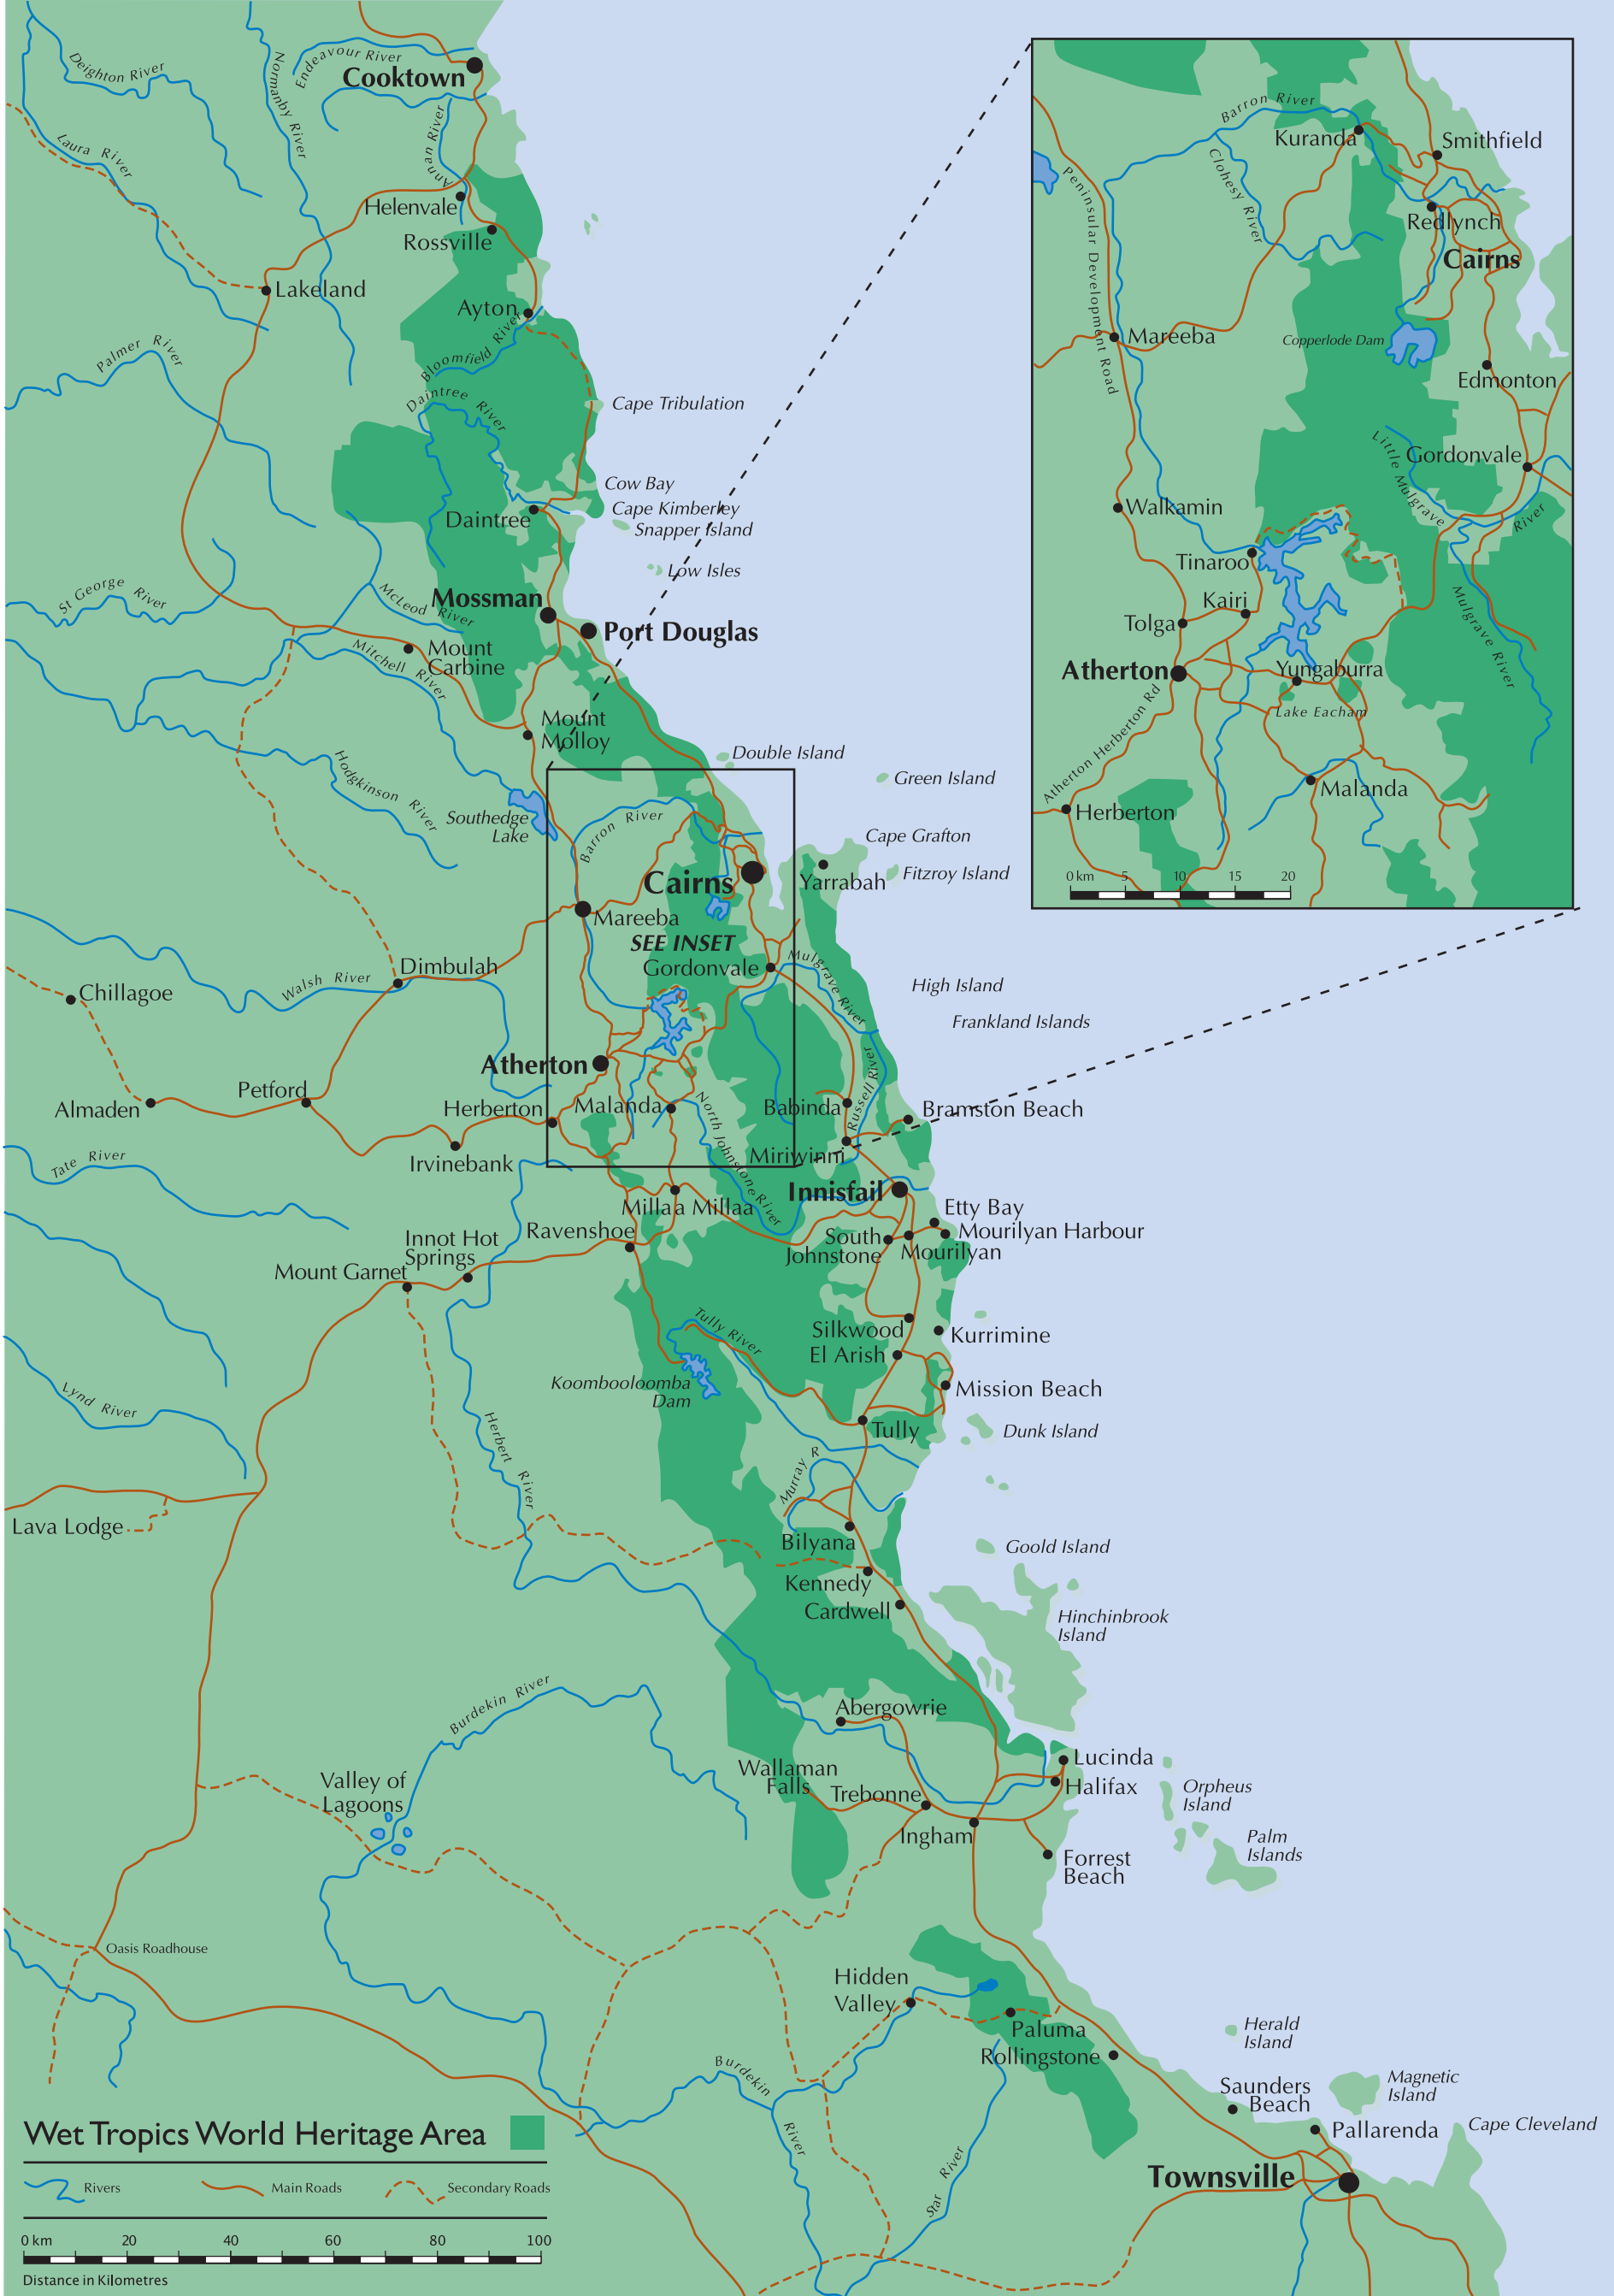 Deighton River
Normanby River
Endeavour River
Cooktown
Laura River
Annan River
Helenvale
Rossville
Lakeland
Ayton
Bloomfield River
Palmer River
Daintree River
Cape Tribulation
Cow Bay
Cape Kimberley
Snapper Island
Daintree
Low Isles
St George River
McLeod River
Mossman
Port Douglas
Mount
Carbine
Mitchell River
Mount
Molloy
Double Island
Green Island
Hodgkinson River
Southedge
Lake
Barron River
Cape Grafton
Fitzroy Island
Yarrabah
Cairns
Mareeba
SEE INSET
Gordonvale
Mulgrave River
Dimbulah
Walsh River
Chillagoe
High Island
Frankland Islands
Russell River
Atherton
Petford
Almaden
Herberton
Malanda
North Johnstone River
Babinda
Bramston Beach
Irvinebank
Miriwinni
Tate River
Innisfail
Millaa Millaa
Etty Bay
Mourilyan Harbour
Ravenshoe
South
Johnstone
Mourilyan
Innot Hot
Springs
Mount Garnet
Tully River
Silkwood
Kurrimine
El Arish
Koombooloomba
Dam
Mission Beach
Lynd River
Herbert River
Tully
Dunk Island
Murray R
Lava Lodge
Bilyana
Goold Island
Kennedy
Cardwell
Hinchinbrook
Island
Burdekin River
Abergowrie
Lucinda
Halifax
Wallaman
Falls
Trebonne
Valley of
Lagoons
Orpheus
Island
Ingham
Palm
Islands
Forrest
Beach
Oasis Roadhouse
Hidden
Valley
Paluma
Herald
Island
Rollingstone
Burdekin River
Saunders
Beach
Magnetic
Island
Pallarenda
Cape Cleveland
Star River
Townsville
Barron River
Kuranda
Smithfield
Clohesy River
Peninsular Development Road
Redlynch
Cairns
Mareeba
Copperlode Dam
Edmonton
Little Mulgrave
River
Gordonvale
Walkamin
Tinaroo
Kairi
Tolga
Mulgrave River
Atherton
Yungaburra
Lake Eacham
Atherton Herberton Rd
Malanda
Herberton
0 km 5 10 15 20
Wet Tropics World Heritage Area
Rivers
Main Roads
Secondary Roads
0 km 20 40 60 80 100
Distance in Kilometres